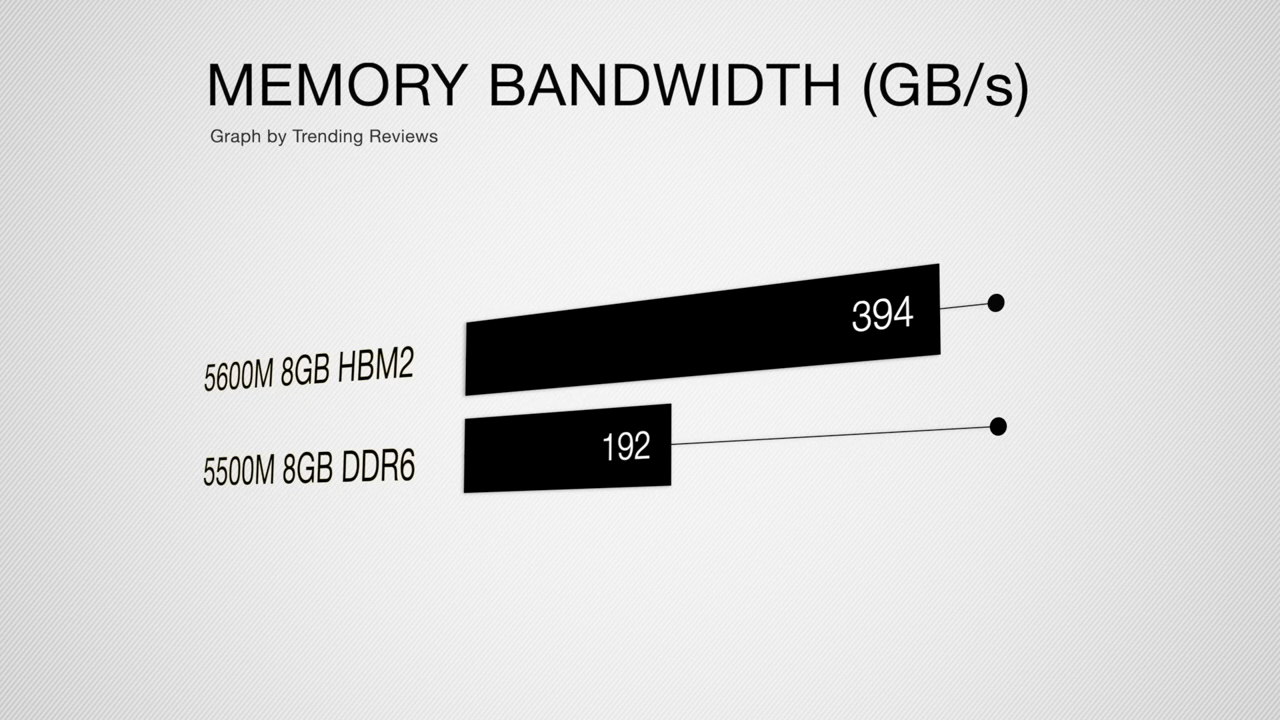 MEMORY BANDWIDTH (GB/s)
Graph by Trending Reviews
5600M 8GB HBM2 394
5500M 8GB DDR6 192